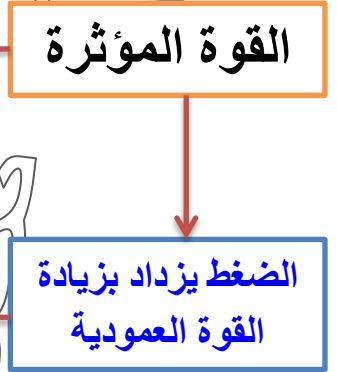 القوة المؤثرة
الضغط يزداد بزيادة
القوة العمودية